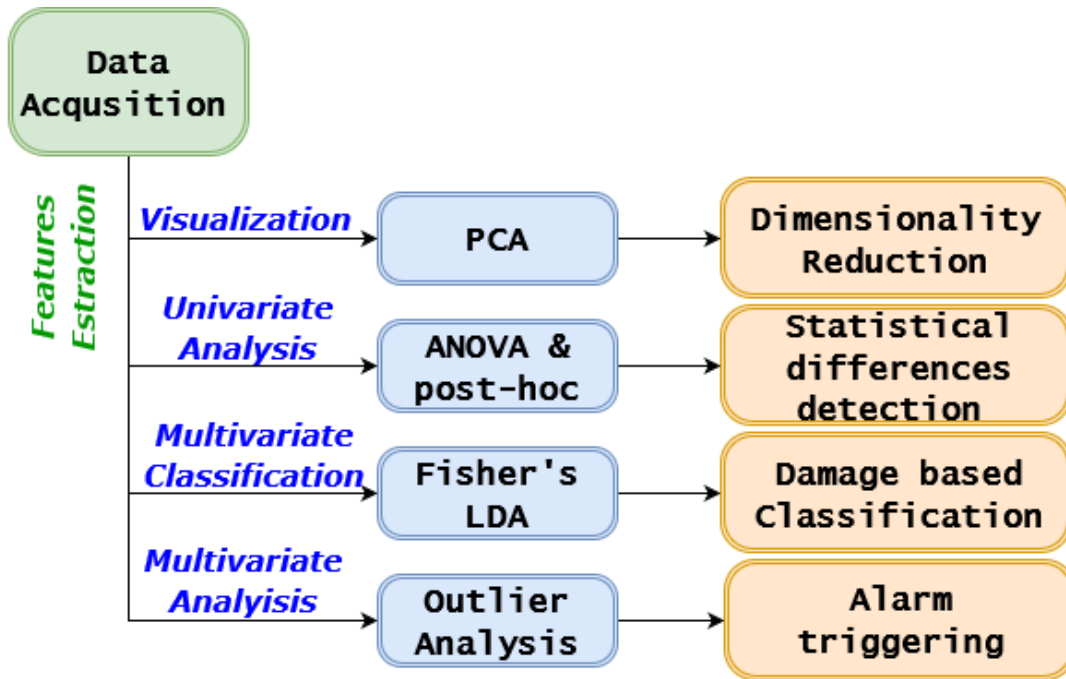 Data
Acqusition
Features
Estraction
Visualization
PCA
Dimensionality
Reduction
Univariate
Analysis
ANOVA &
post-hoc
Statistical
differences
detection
Multivariate
Classification
Fisher's
LDA
Damage based
Classification
Multivariate
Analyisis
Outlier
Analysis
Alarm
triggering